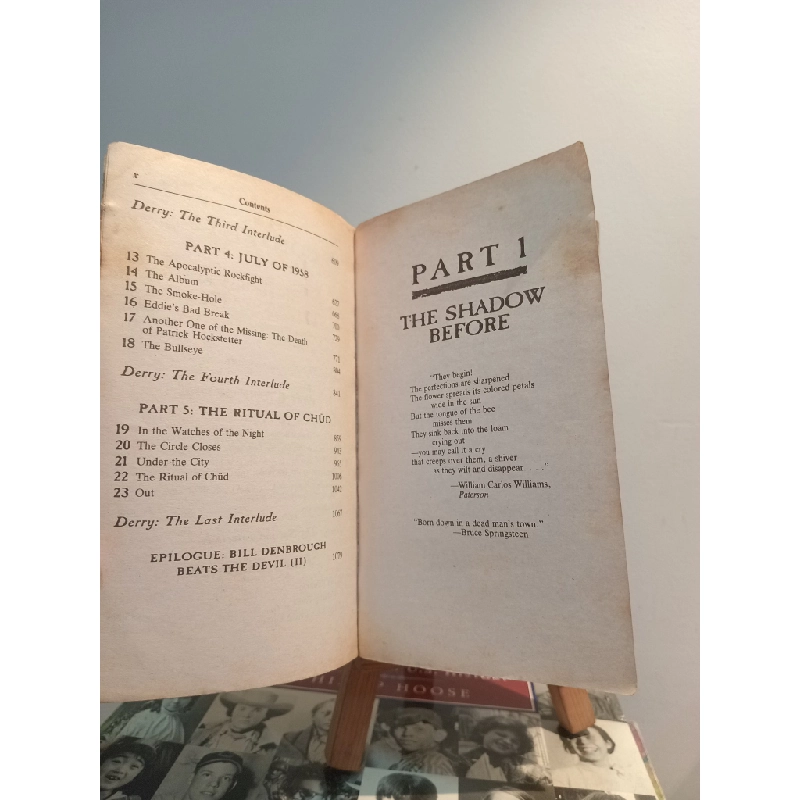 x
Contents
Derry: The Third Interlude
PART 4: JULY OF 1958
13 The Apocalyptic Rockfight
14 The Album
15 The Smoke-Hole
16 Eddie's Bad Break
17 Another One of the Missing: The Death
of Patrick Hockstetter
18 The Bullseye
Derry: The Fourth Interlude
PART 5: THE RITUAL OF CHÜD
19 In the Watches of the Night
20 The Circle Closes
21 Under the City
22 The Ritual of Chüd
23 Out
Derry: The Last Interlude
EPILOGUE: BILL DENBROUGH
BEATS THE DEVIL (II)
PART 1
THE SHADOW
BEFORE
"They begin!
The perfections are sharpened
The flower spreads its colored petals
wide in the sun
But the tongue of the bee
misses them
They sink back into the loam
crying out
—you may call it a cry
that creeps over them, a shiver
as they wilt and disappear. . . ."
—William Carlos Williams,
Paterson
"Born down in a dead man's town"
—Bruce Springsteen
HOOSE